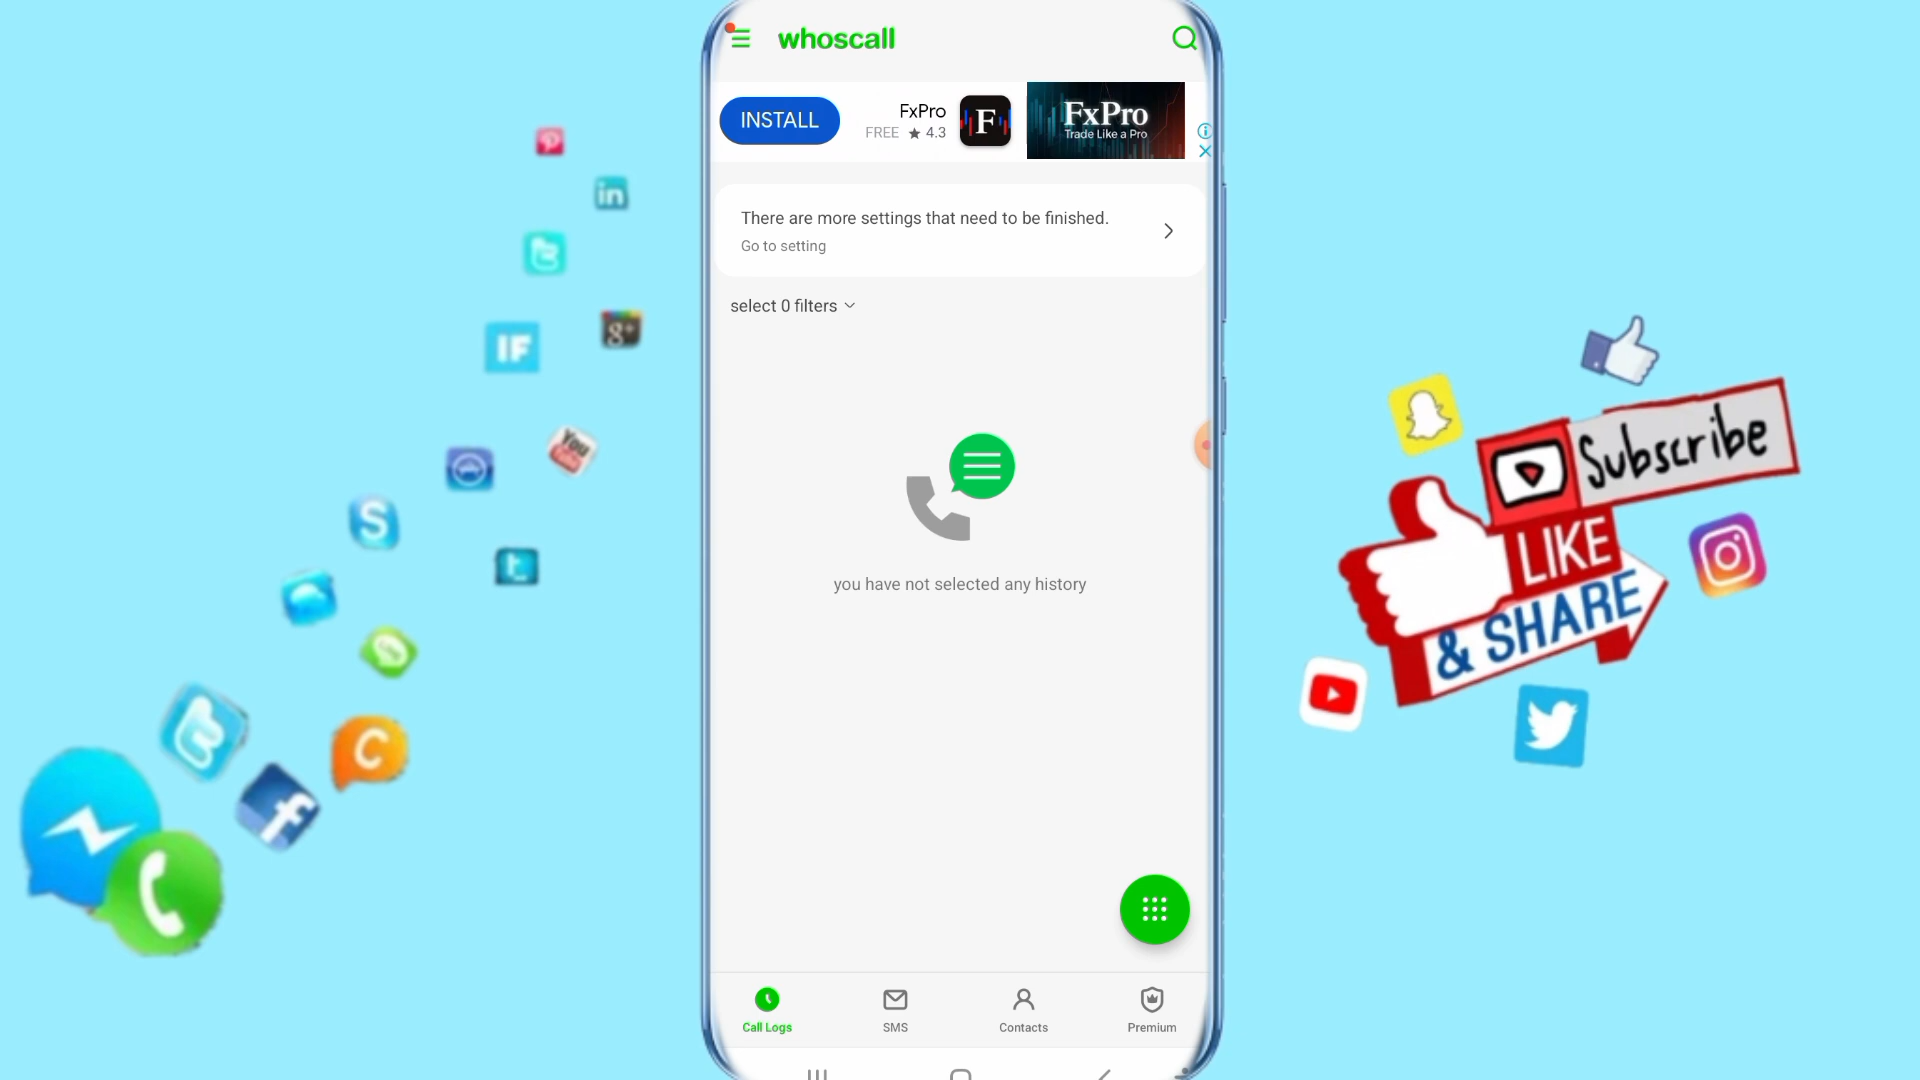 whoscall
INSTALL
FxPro
FREE ★ 4.3
F
FxPro
Trade Like a Pro
There are more settings that need to be finished.
Go to setting
select 0 filters
you have not selected any history
Call Logs
SMS
Contacts
Premium
in
g+
IF
You
Tube
S
t
C
f
Subscribe
LIKE
& SHARE